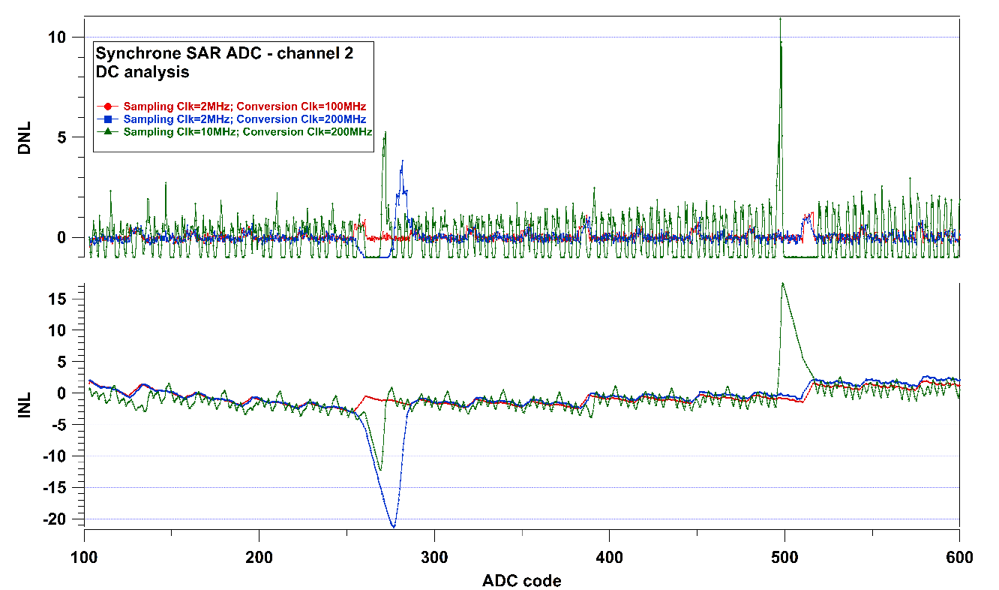 10
Synchrone SAR ADC - channel 2
DC analysis
Sampling Clk=2MHz; Conversion Clk=100MHz
Sampling Clk=2MHz; Conversion Clk=200MHz
Sampling Clk=10MHz; Conversion Clk=200MHz
DNL
5
0
15
10
5
0
INL
-5
-10
-15
-20
100
200
300
400
500
600
ADC code